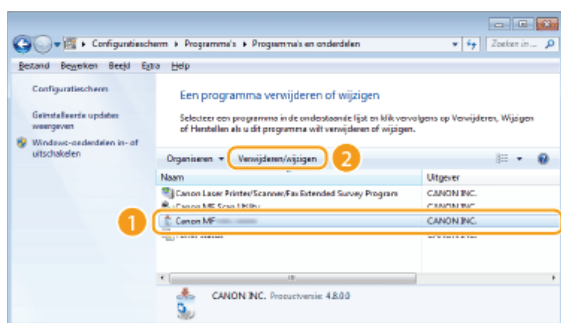 Configuratiescherm ▸ Programma's ▸ Programma's en onderdelen
Zoeken in ...
Bestand Bewerken Beeld Extra Help
Configuratiescherm
Geïnstalleerde updates
weergeven
Windows-onderdelen in- of
uitschakelen
Een programma verwijderen of wijzigen
Selecteer een programma in de onderstaande lijst en klik vervolgens op Verwijderen, Wijzigen
of Herstellen als u dit programma wilt verwijderen of wijzigen.
Organiseren Verwijderen/wijzigen 2
Naam Uitgever
Canon Laser Printer/Scanner/Fax Extended Survey Program CANON INC.
Canon MF Scan Utility CANON INC.
1 Canon MF CANON INC.
CANON INC. Productversie: 4.8.0.0